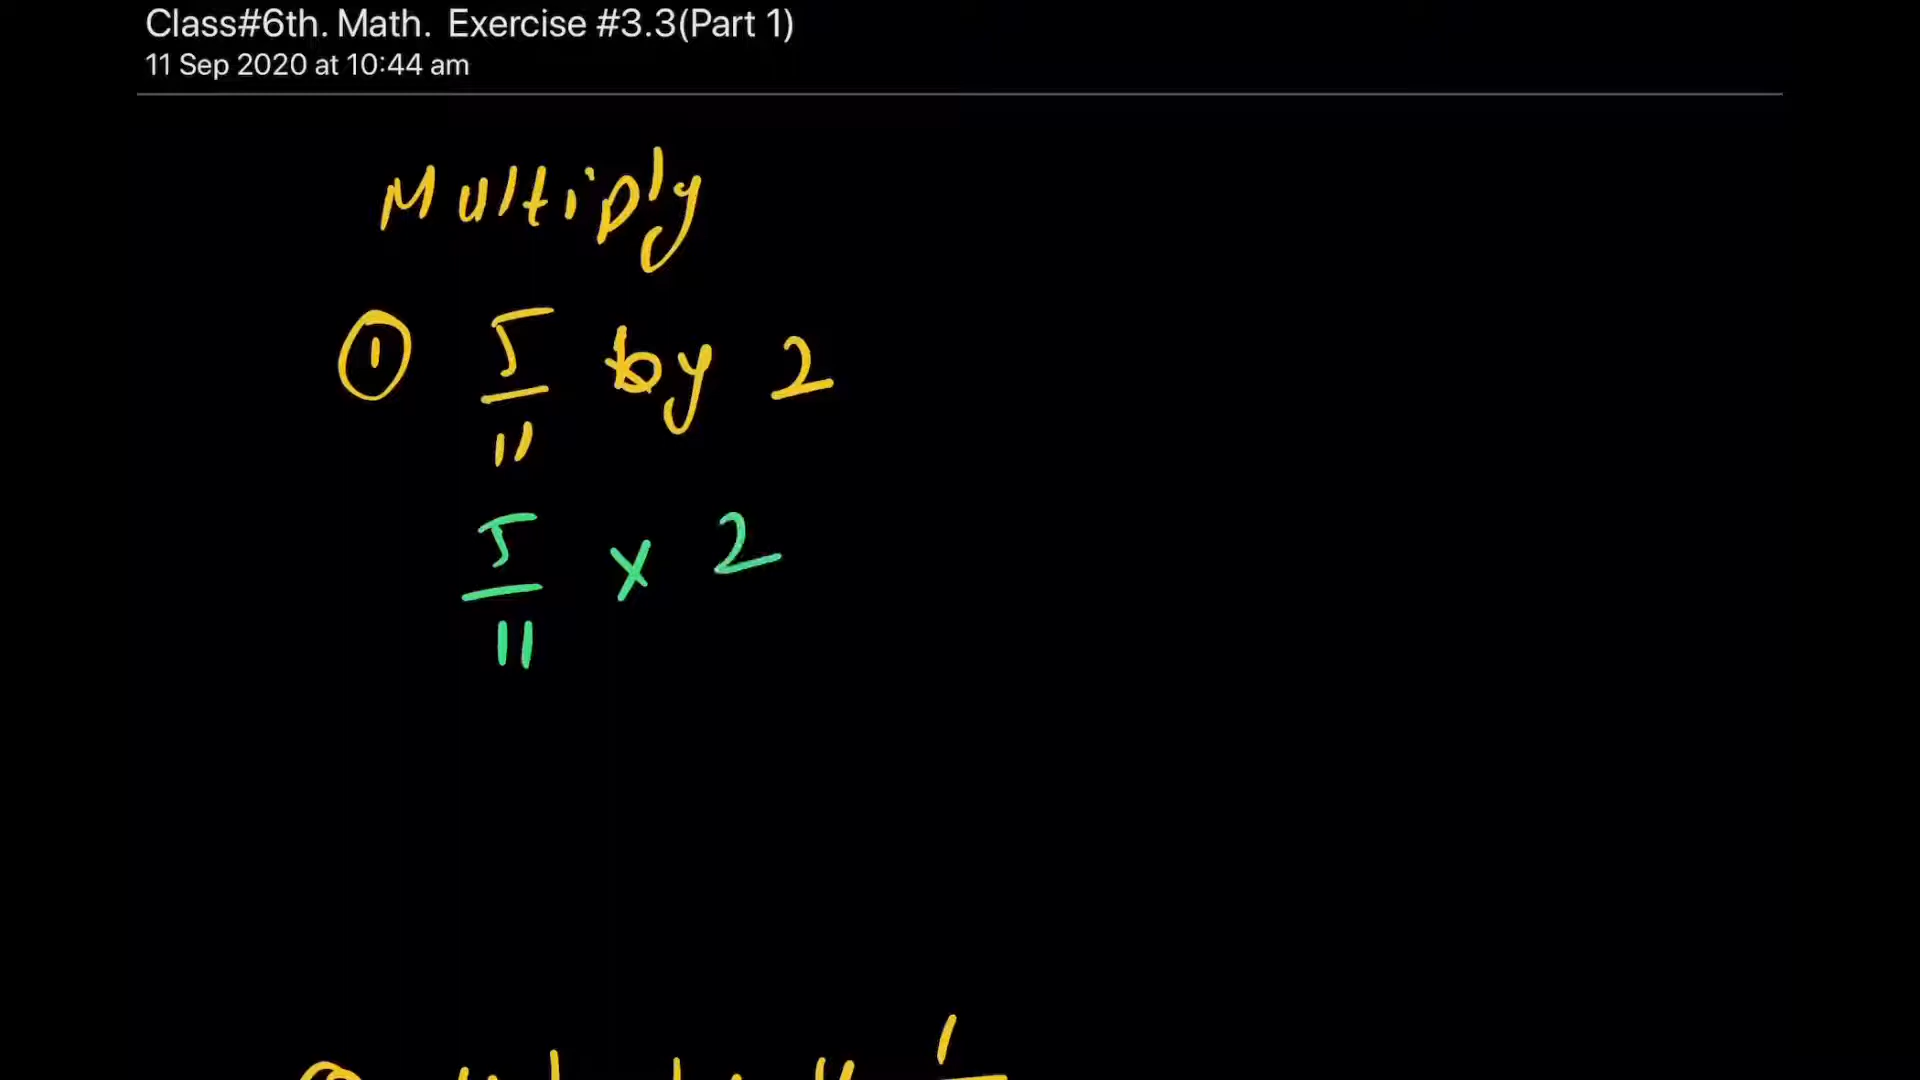 Class#6th. Math. Exercise #3.3(Part 1)
11 Sep 2020 at 10:44 am
Multiply
① 5/11 by 2
5/11 x 2